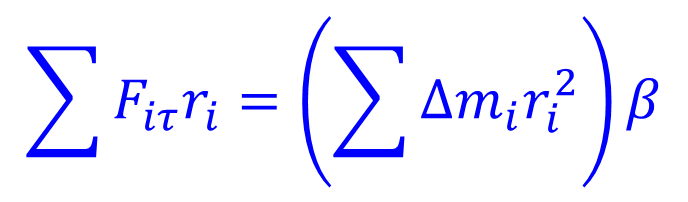 ∑ F_{iτ} r_i = (∑ Δm_i r_i^2) β